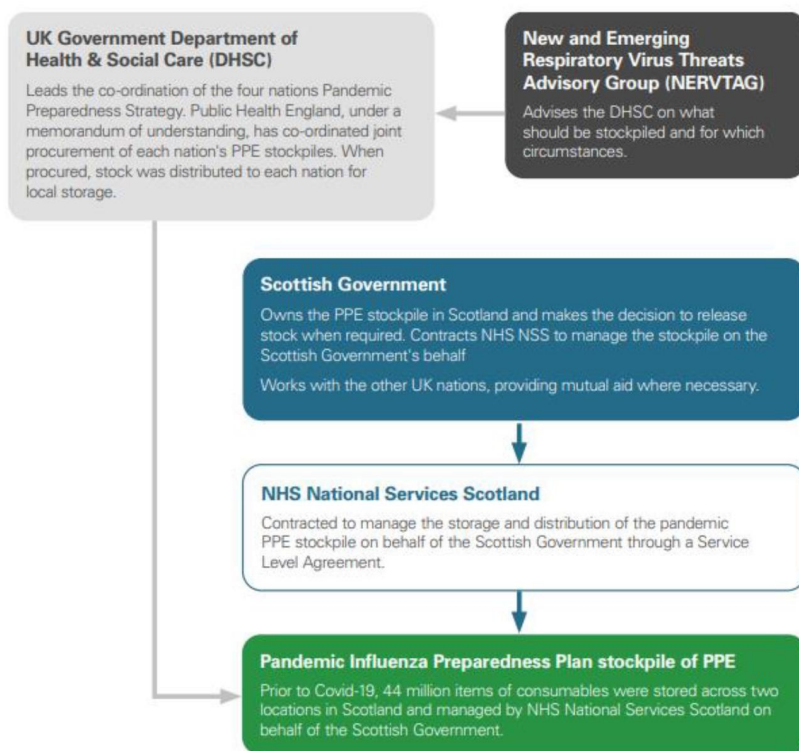 UK Government Department of
Health & Social Care (DHSC)
Leads the co-ordination of the four nations Pandemic
Preparedness Strategy. Public Health England, under a
memorandum of understanding, has co-ordinated joint
procurement of each nation's PPE stockpiles. When
procured, stock was distributed to each nation for
local storage.
New and Emerging
Respiratory Virus Threats
Advisory Group (NERVTAG)
Advises the DHSC on what
should be stockpiled and for which
circumstances.
Scottish Government
Owns the PPE stockpile in Scotland and makes the decision to release
stock when required. Contracts NHS NSS to manage the stockpile on the
Scottish Government's behalf
Works with the other UK nations, providing mutual aid where necessary.
NHS National Services Scotland
Contracted to manage the storage and distribution of the pandemic
PPE stockpile on behalf of the Scottish Government through a Service
Level Agreement.
Pandemic Influenza Preparedness Plan stockpile of PPE
Prior to Covid-19, 44 million items of consumables were stored across two
locations in Scotland and managed by NHS National Services Scotland on
behalf of the Scottish Government.